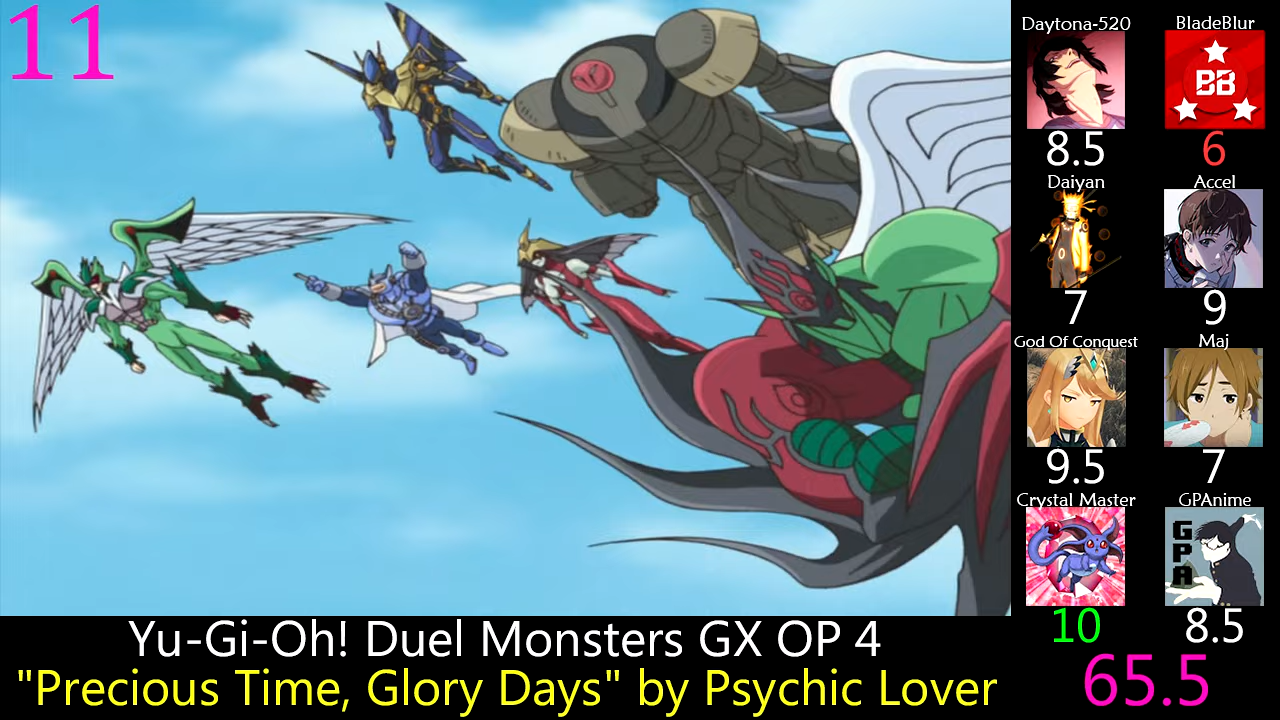 11
Daytona-520
BladeBlur
BB
8.5
6
Daiyan
Accel
7
9
God Of Conquest
Maj
9.5
7
Crystal Master
GPAnime
GPA
10
8.5
Yu-Gi-Oh! Duel Monsters GX OP 4
"Precious Time, Glory Days" by Psychic Lover
65.5